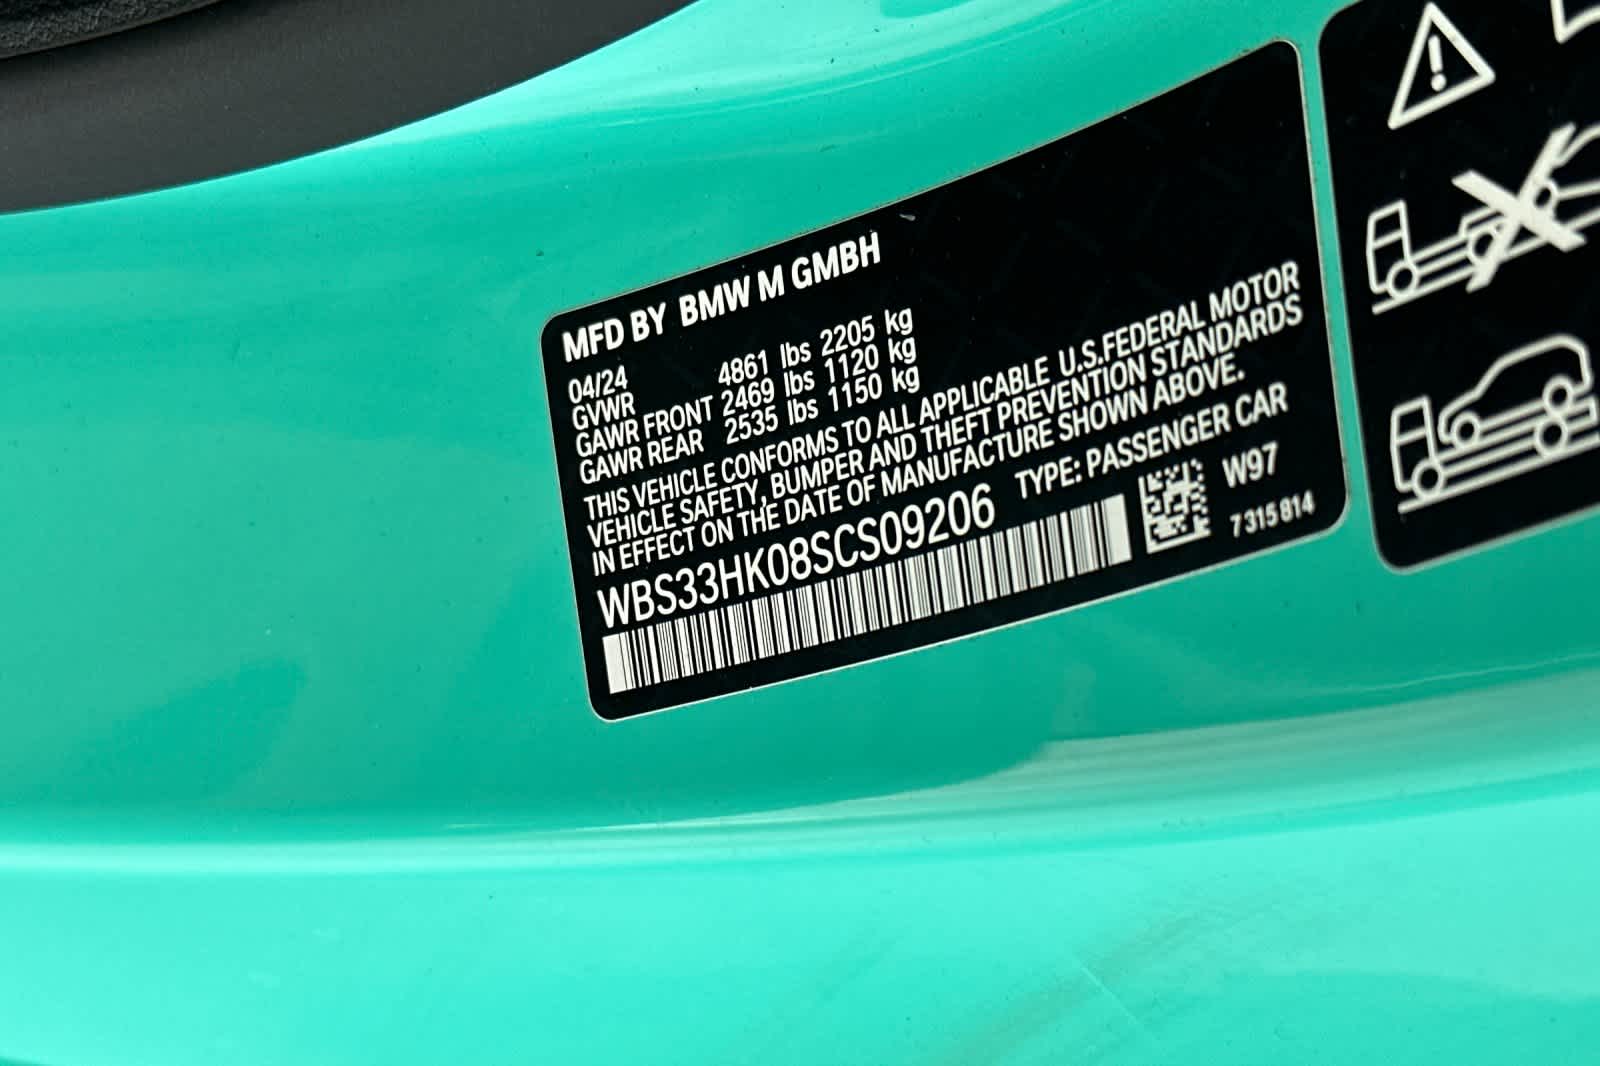 MFD BY BMW M GMBH
04/24
GVWR 4861 lbs 2205 kg
GAWR FRONT 2469 lbs 1120 kg
GAWR REAR 2535 lbs 1150 kg
THIS VEHICLE CONFORMS TO ALL APPLICABLE U.S.FEDERAL MOTOR
VEHICLE SAFETY, BUMPER AND THEFT PREVENTION STANDARDS
IN EFFECT ON THE DATE OF MANUFACTURE SHOWN ABOVE.
WBS33HK08SCS09206 TYPE: PASSENGER CAR
W97
7 315 814